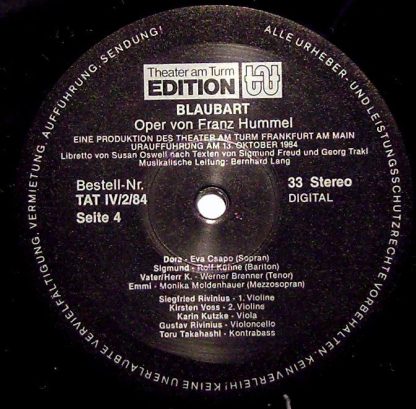 Theater am Turm
EDITION
tat
BLAUBART
Oper von Franz Hummel
EINE PRODUKTION DES THEATER AM TURM FRANKFURT AM MAIN
URAUFFÜHRUNG AM 13. OKTOBER 1984
Libretto von Susan Oswell nach Texten von Sigmund Freud und Georg Trakl
Musikalische Leitung: Bernhard Lang
Bestell-Nr.
TAT IV/2/84
Seite 4
33 Stereo
DIGITAL
Dora - Eva Csapo (Sopran)
Sigmund - Rolf Kühne (Bariton)
Vater/Herr K. - Werner Brenner (Tenor)
Emmi - Monika Moldenhauer (Mezzosopran)
Siegfried Rivinius - 1. Violine
Kirsten Voss - 2. Violine
Karin Kutzke - Viola
Gustav Rivinius - Violoncello
Toru Takahashi - Kontrabass
ALLE URHEBER- UND LEISTUNGSSCHUTZRECHTE VORBEHALTEN. KEIN VERLEIH! KEINE UNERLAUBTE VERVIELFÄLTIGUNG, VERMIETUNG, AUFFÜHRUNG, SENDUNG!